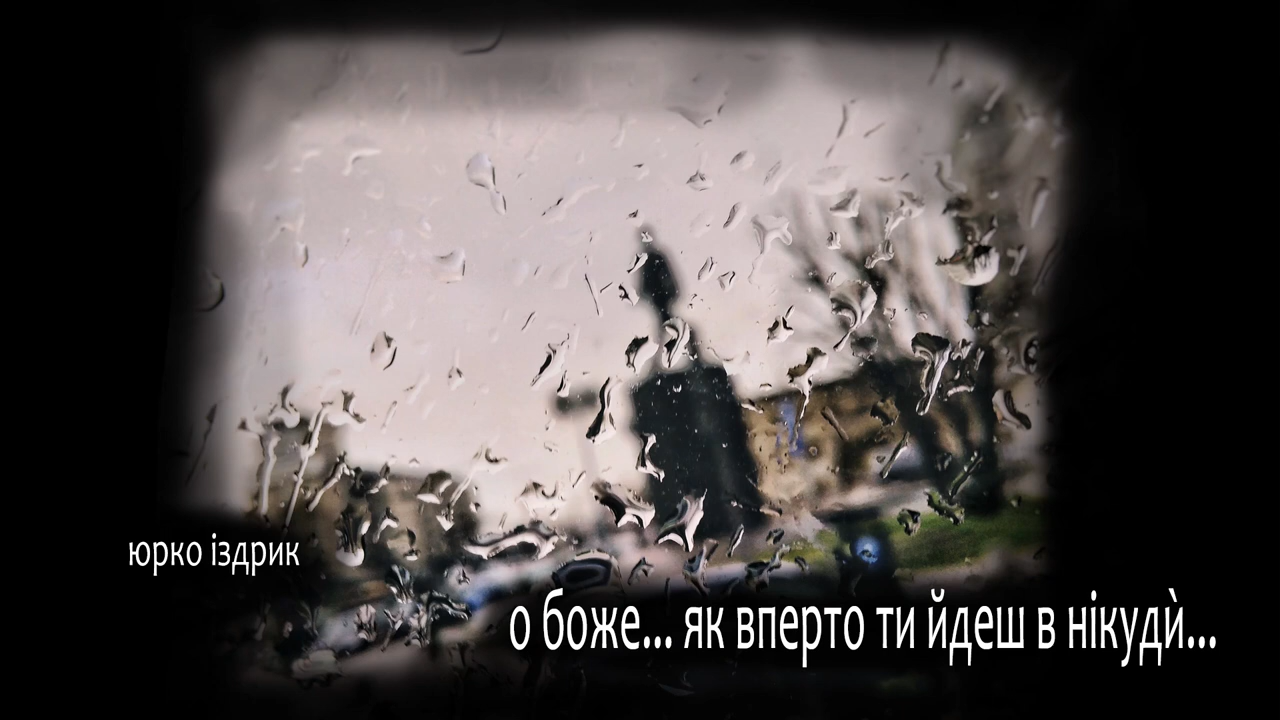 юрко іздрик
о боже... як вперто ти йдеш в нікудѝ...